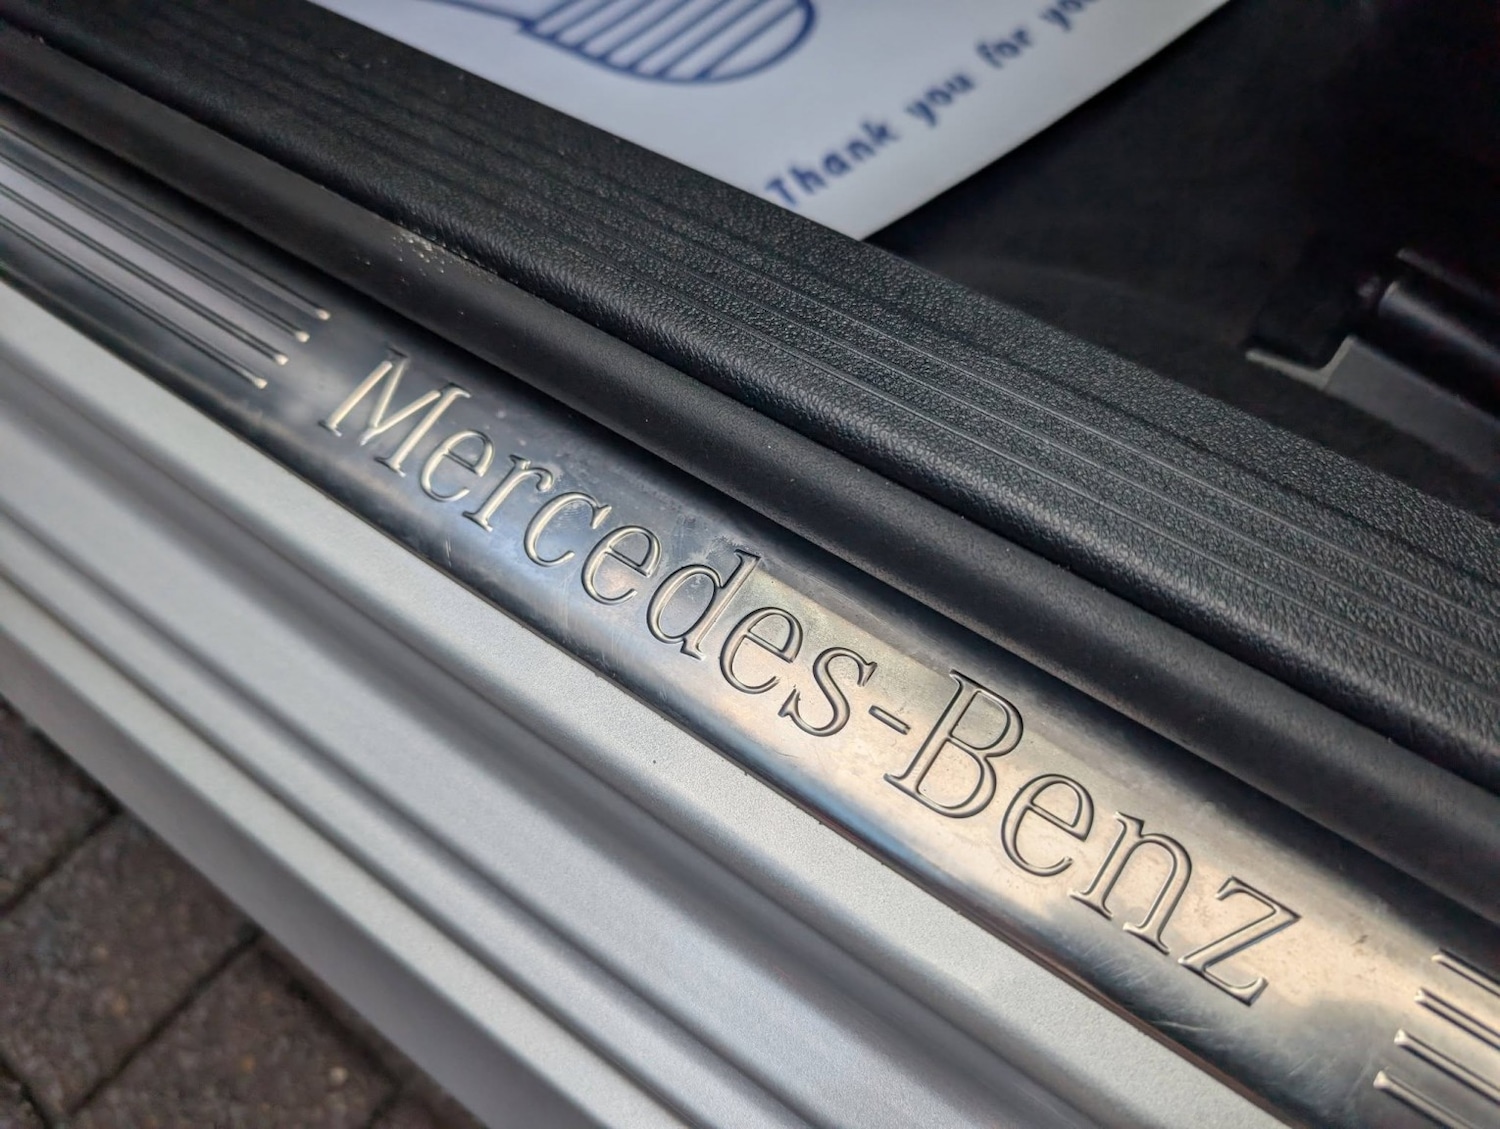 Thank you for
Mercedes-Benz